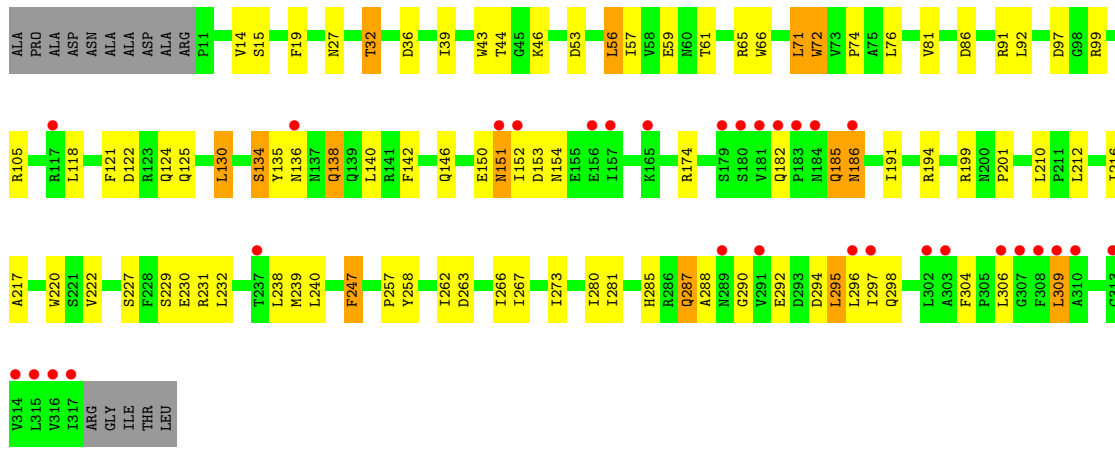 ALA PRO ALA ASP ASN ALA ALA ASP ALA ARG P11 V14 S15 F19 N27 T32 D36 I39 W43 T44 G45 K46 D53 L56 I57 V58 E59 N60 T61 R65 W66 L71 W72 V73 P74 A75 L76 V81 D86 R91 L92 D97 G98 R99
R105 R117 L118 F121 D122 R123 Q124 Q125 L130 S134 Y135 N136 N137 Q138 Q139 L140 R141 F142 Q146 E150 N151 I152 D153 N154 E155 E156 I157 K165 R174 S179 S180 V181 Q182 P183 N184 Q185 N186 I191 R194 R199 N200 P201 L210 P211 L212
A217 W220 S221 V222 S227 F228 S229 E230 R231 L232 T237 L238 M239 L240 F247 P257 Y258 I262 D263 I266 I267 I273 I280 I281 H285 R286 Q287 A288 N289 G290 V291 E292 D293 D294 L295 L296 I297 Q298 L302 A303 F304 P305 L306 G307 F308 L309 A310
V314 L315 V316 I317 ARG GLY ILE THR LEU